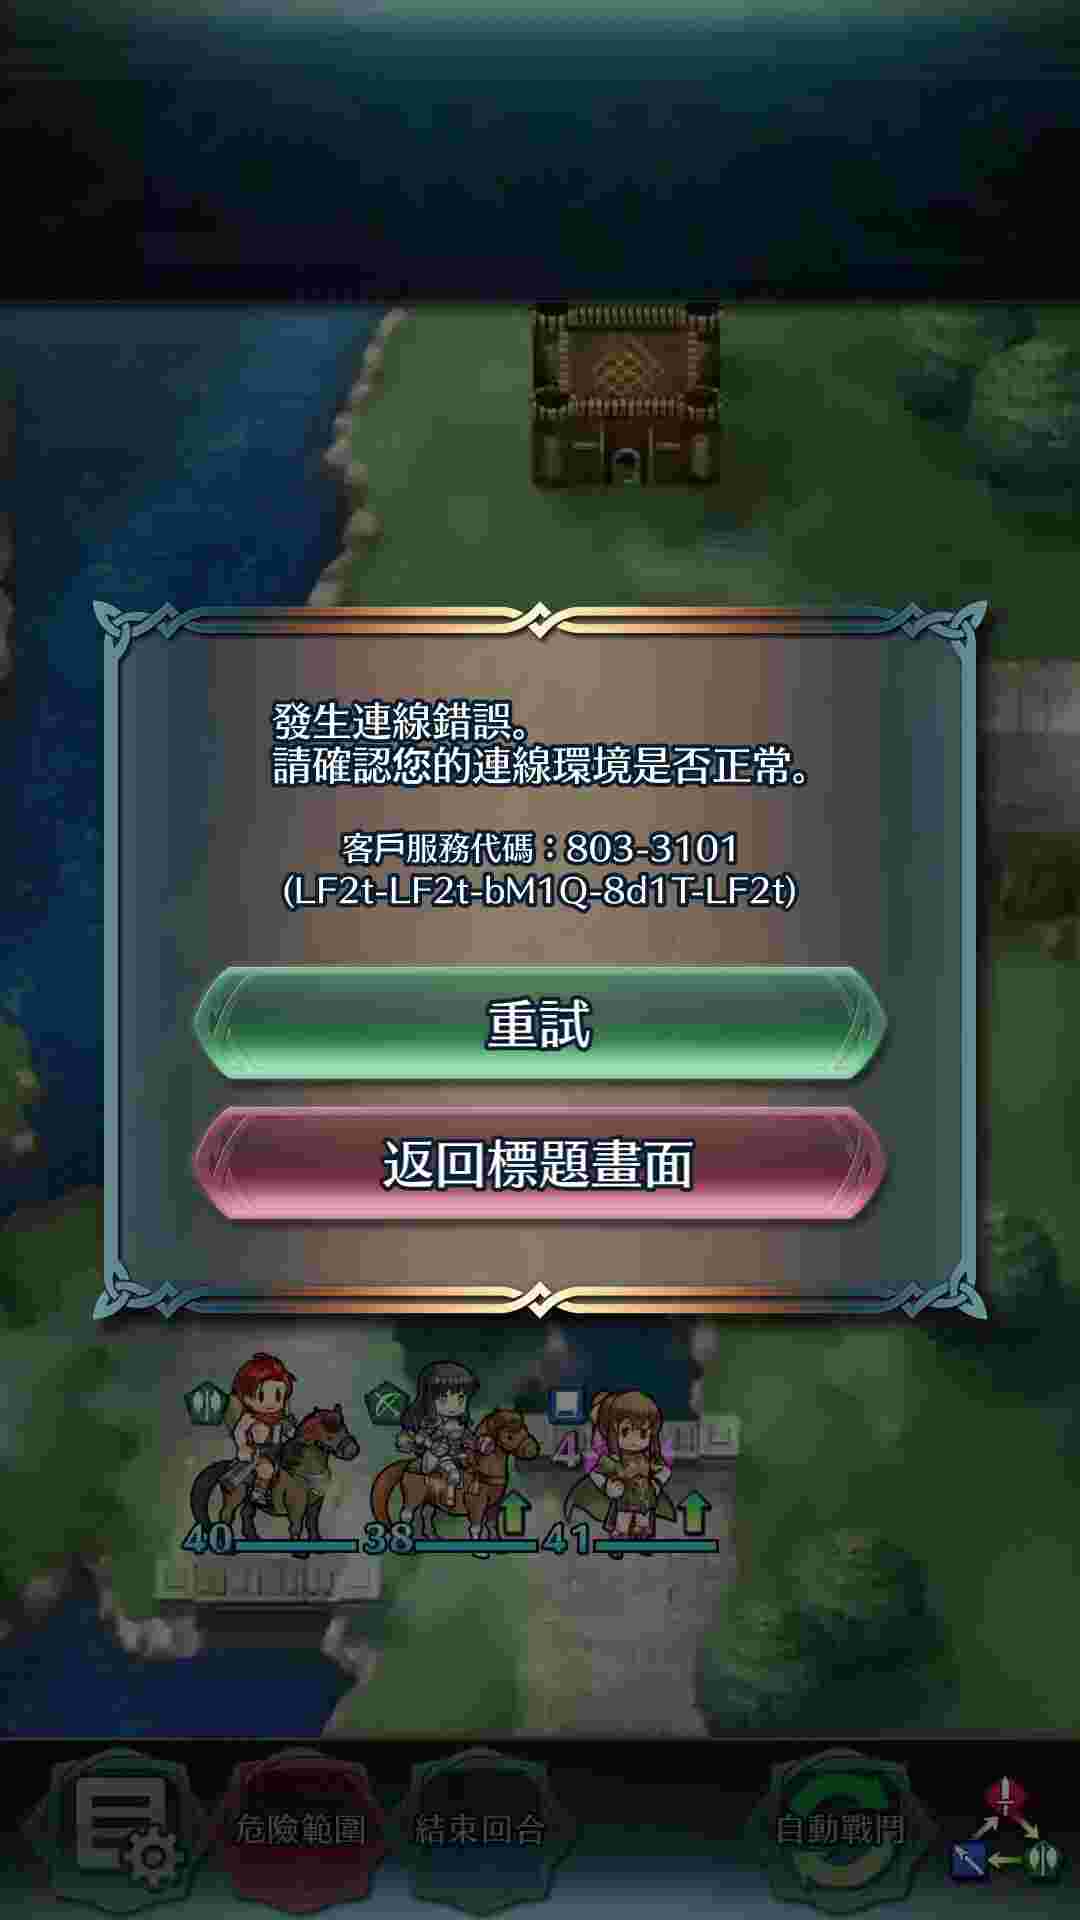 發生連線錯誤。
請確認您的連線環境是否正常。
客戶服務代碼：803-3101
(LF2t-LF2t-bM1Q-8d1T-LF2t)
重試
返回標題畫面
4
40
38
41
危險範圍
結束回合
自動戰鬥